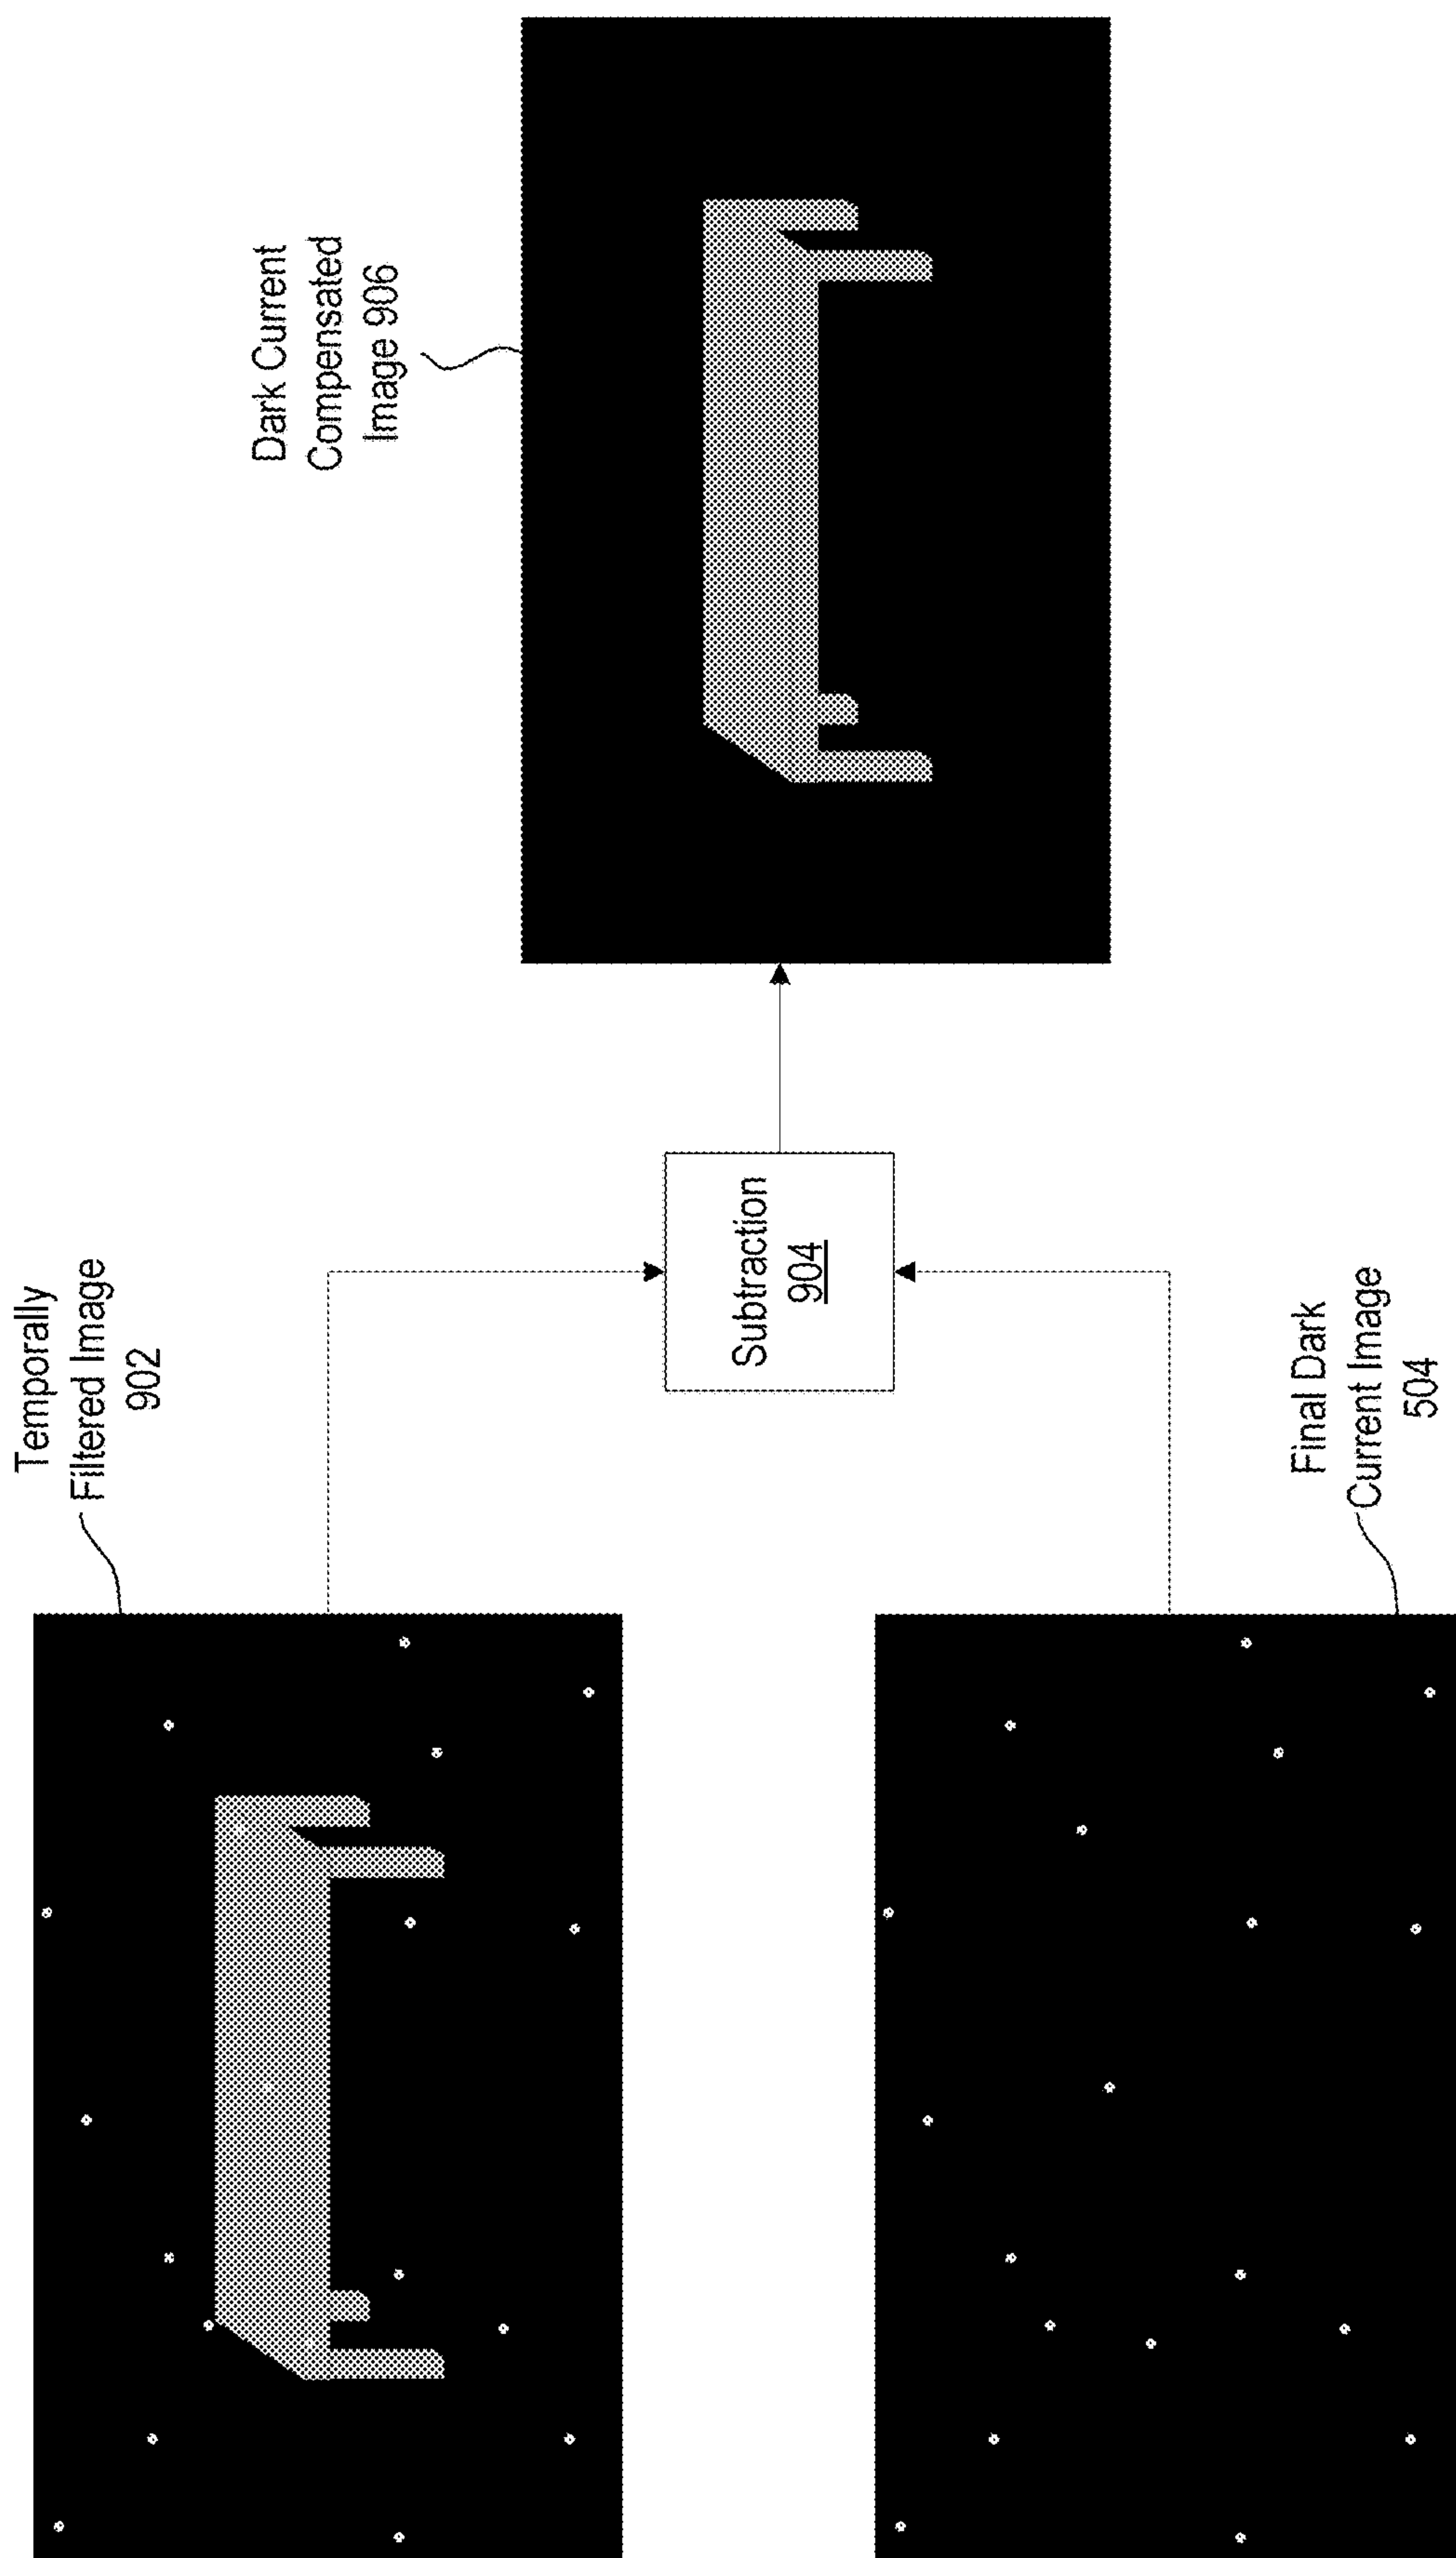 Temporally
Filtered Image
902
Final Dark
Current Image
504
Subtraction
904
Dark Current
Compensated
Image 906